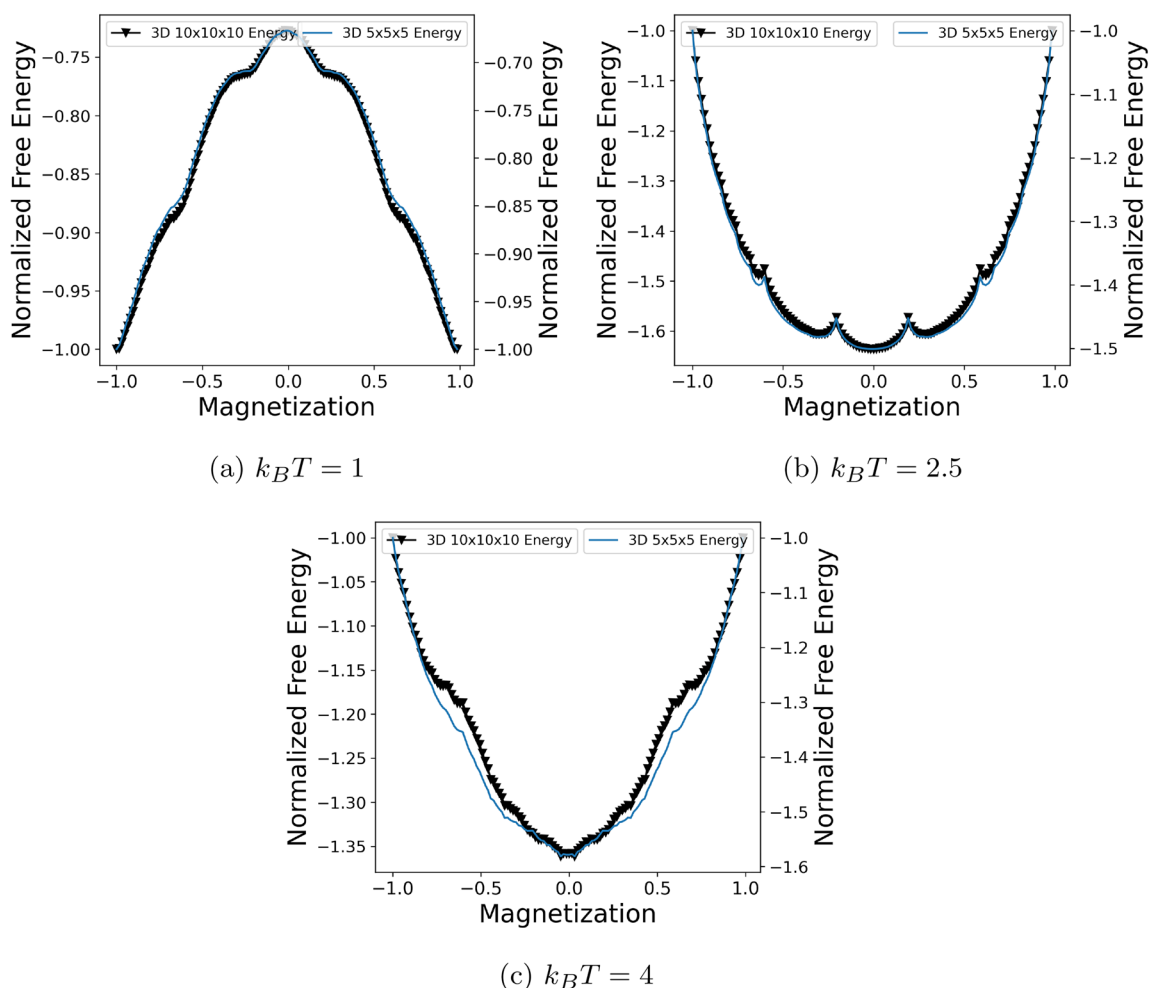 3D 10x10x10 Energy
3D 5x5x5 Energy
Normalized Free Energy
−0.75
−0.80
−0.85
−0.90
−0.95
−1.00
−0.70
−0.75
−0.80
−0.85
−0.90
−0.95
−1.00
Normalized Free Energy
−1.0 −0.5 0.0 0.5 1.0
Magnetization
(a) k_BT = 1
3D 10x10x10 Energy
3D 5x5x5 Energy
Normalized Free Energy
−1.0
−1.1
−1.2
−1.3
−1.4
−1.5
−1.6
−1.0
−1.1
−1.2
−1.3
−1.4
−1.5
Normalized Free Energy
−1.0 −0.5 0.0 0.5 1.0
Magnetization
(b) k_BT = 2.5
3D 10x10x10 Energy
3D 5x5x5 Energy
Normalized Free Energy
−1.00
−1.05
−1.10
−1.15
−1.20
−1.25
−1.30
−1.35
−1.0
−1.1
−1.2
−1.3
−1.4
−1.5
−1.6
Normalized Free Energy
−1.0 −0.5 0.0 0.5 1.0
Magnetization
(c) k_BT = 4